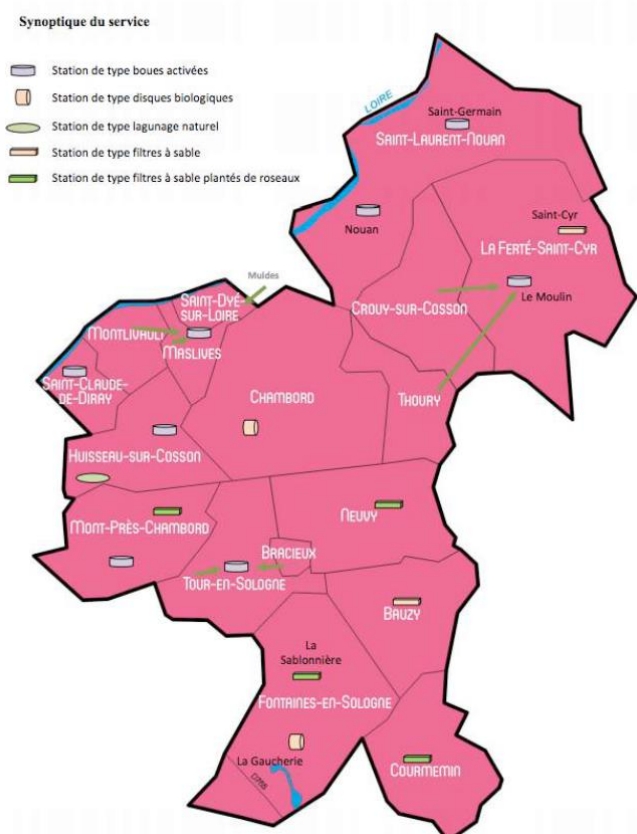 Synoptique du service
Station de type boues activées
Station de type disques biologiques
Station de type lagunage naturel
Station de type filtres à sable
Station de type filtres à sable plantés de roseaux
LOIRE
Saint-Germain
SAINT-LAURENT-NOUAN
Nouan
Saint-Cyr
LA FERTÉ-SAINT-CYR
Le Moulin
CROUY-SUR-COSSON
Muides
SAINT-DYÉ-
SUR-LOIRE
MONTLIVAULT
MASLIVES
SAINT-CLAUDE-
DE-DIRAY
CHAMBORD
THOURY
HUISSEAU-SUR-COSSON
MONT-PRÈS-CHAMBORD
NEUVY
BRACIEUX
TOUR-EN-SOLOGNE
BAUZY
La
Sablonnière
FONTAINES-EN-SOLOGNE
La Gaucherie
COURMEMIN